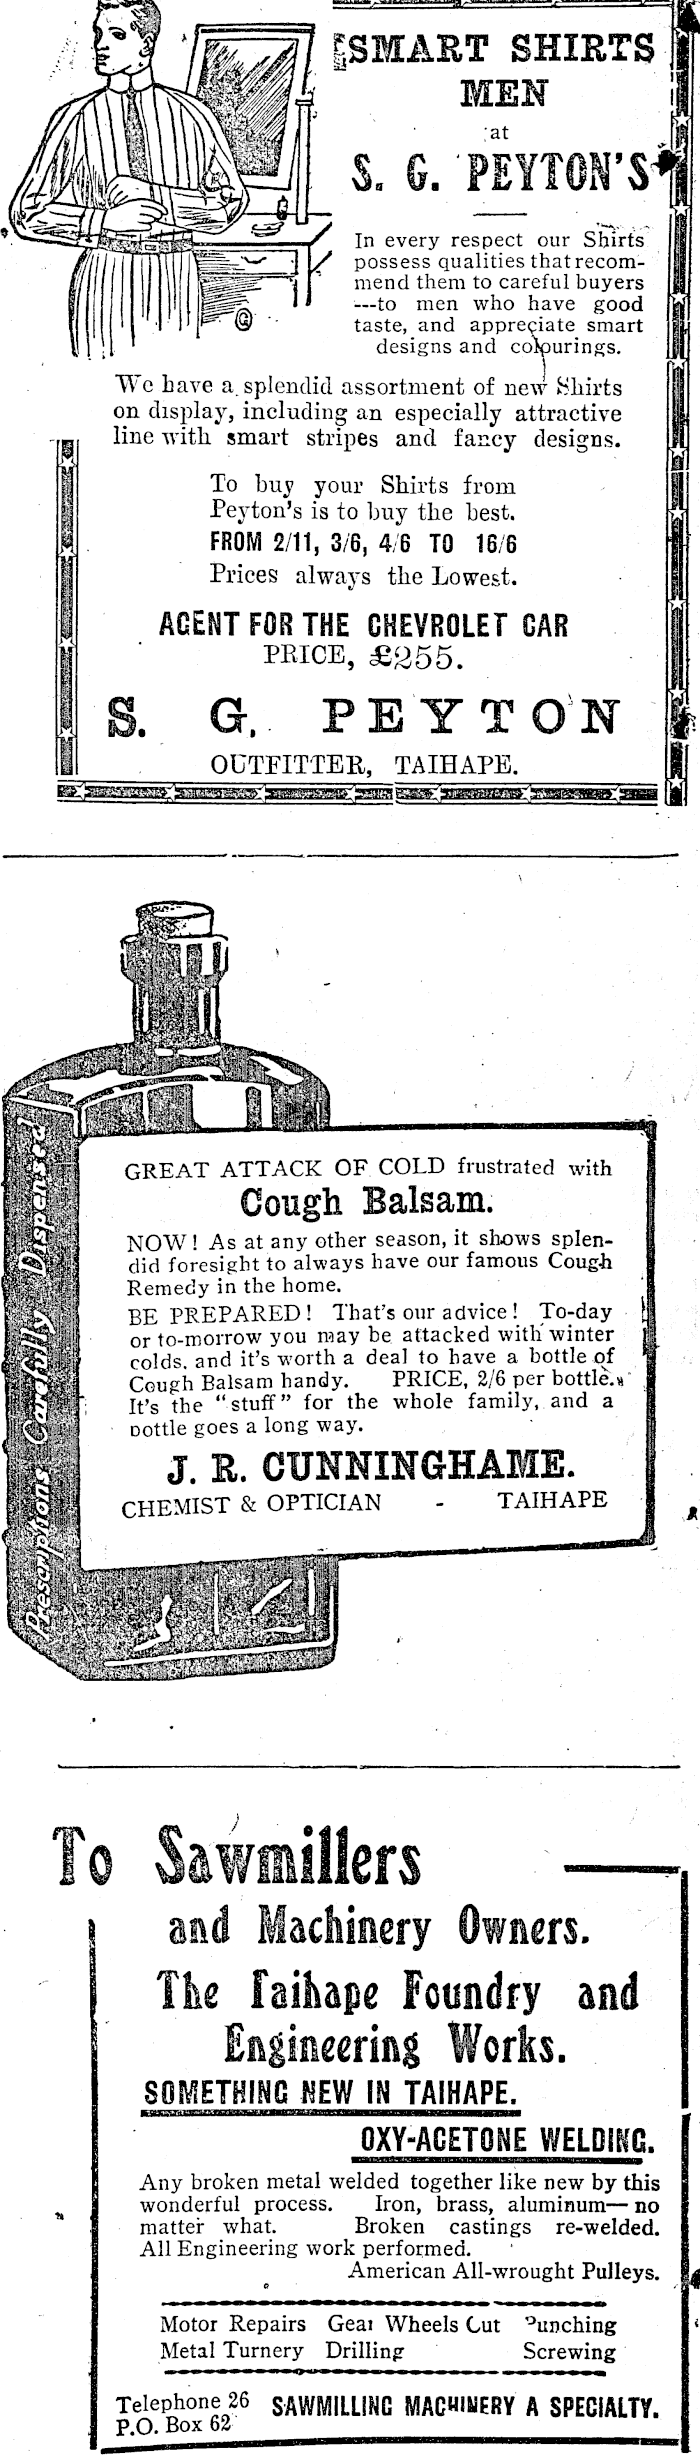 SMART SHIRTS
MEN
at
S. G. PEYTON'S
In every respect our Shirts
possess qualities that recom-
mend them to careful buyers
---to men who have good
taste, and appreciate smart
designs and colourings.
We have a splendid assortment of new Shirts
on display, including an especially attractive
line with smart stripes and fancy designs.
To buy your Shirts from
Peyton's is to buy the best.
FROM 2/11, 3/6, 4/6 TO 16/6
Prices always the Lowest.
AGENT FOR THE CHEVROLET CAR
PRICE, £255.
S. G. PEYTON
OUTFITTER, TAIHAPE.
Prescriptions Carefully Dispensed
GREAT ATTACK OF COLD frustrated with
Cough Balsam.
NOW! As at any other season, it shows splen-
did foresight to always have our famous Cough
Remedy in the home.
BE PREPARED! That's our advice! To-day
or to-morrow you may be attacked with winter
colds, and it's worth a deal to have a bottle of
Cough Balsam handy. PRICE, 2/6 per bottle.
It's the "stuff" for the whole family, and a
bottle goes a long way.
J. R. CUNNINGHAME.
CHEMIST & OPTICIAN - TAIHAPE
To Sawmillers
and Machinery Owners.
The Taihape Foundry and
Engineering Works.
SOMETHING NEW IN TAIHAPE.
OXY-ACETONE WELDING.
Any broken metal welded together like new by this
wonderful process. Iron, brass, aluminum—no
matter what. Broken castings re-welded.
All Engineering work performed.
American All-wrought Pulleys.
Motor Repairs Gear Wheels Cut Punching
Metal Turnery Drilling Screwing
Telephone 26 SAWMILLING MACHINERY A SPECIALTY.
P.O. Box 62